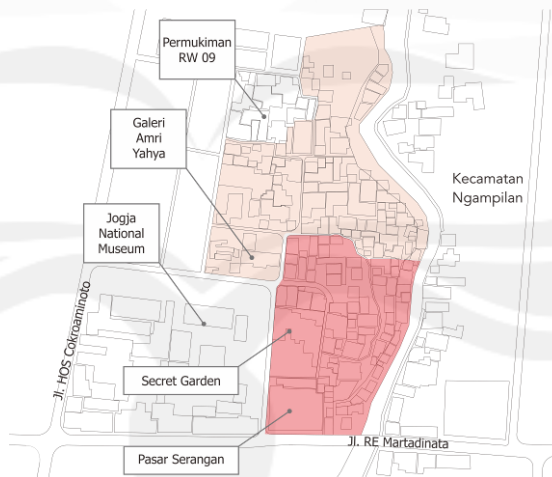 Permukiman
RW 09
Galeri
Amri
Yahya
Kecamatan
Ngampilan
Jogja
National
Museum
Jl. HOS Cokroaminoto
Secret Garden
Jl. RE Martadinata
Pasar Serangan